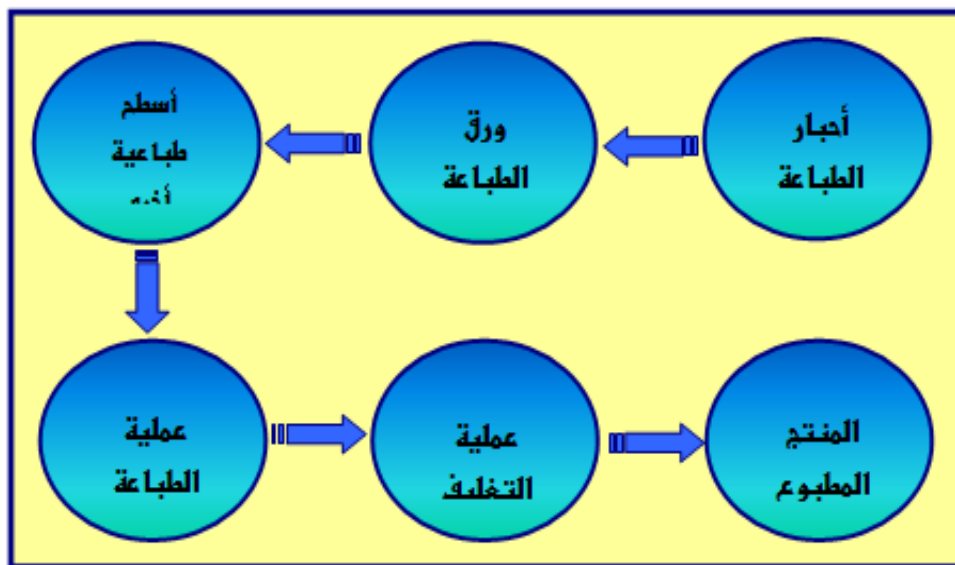 أحبار
الطباعة
ورق
الطباعة
أسطح
طباعية
عملية
الطباعة
عملية
التغليف
المنتج
المطبوع